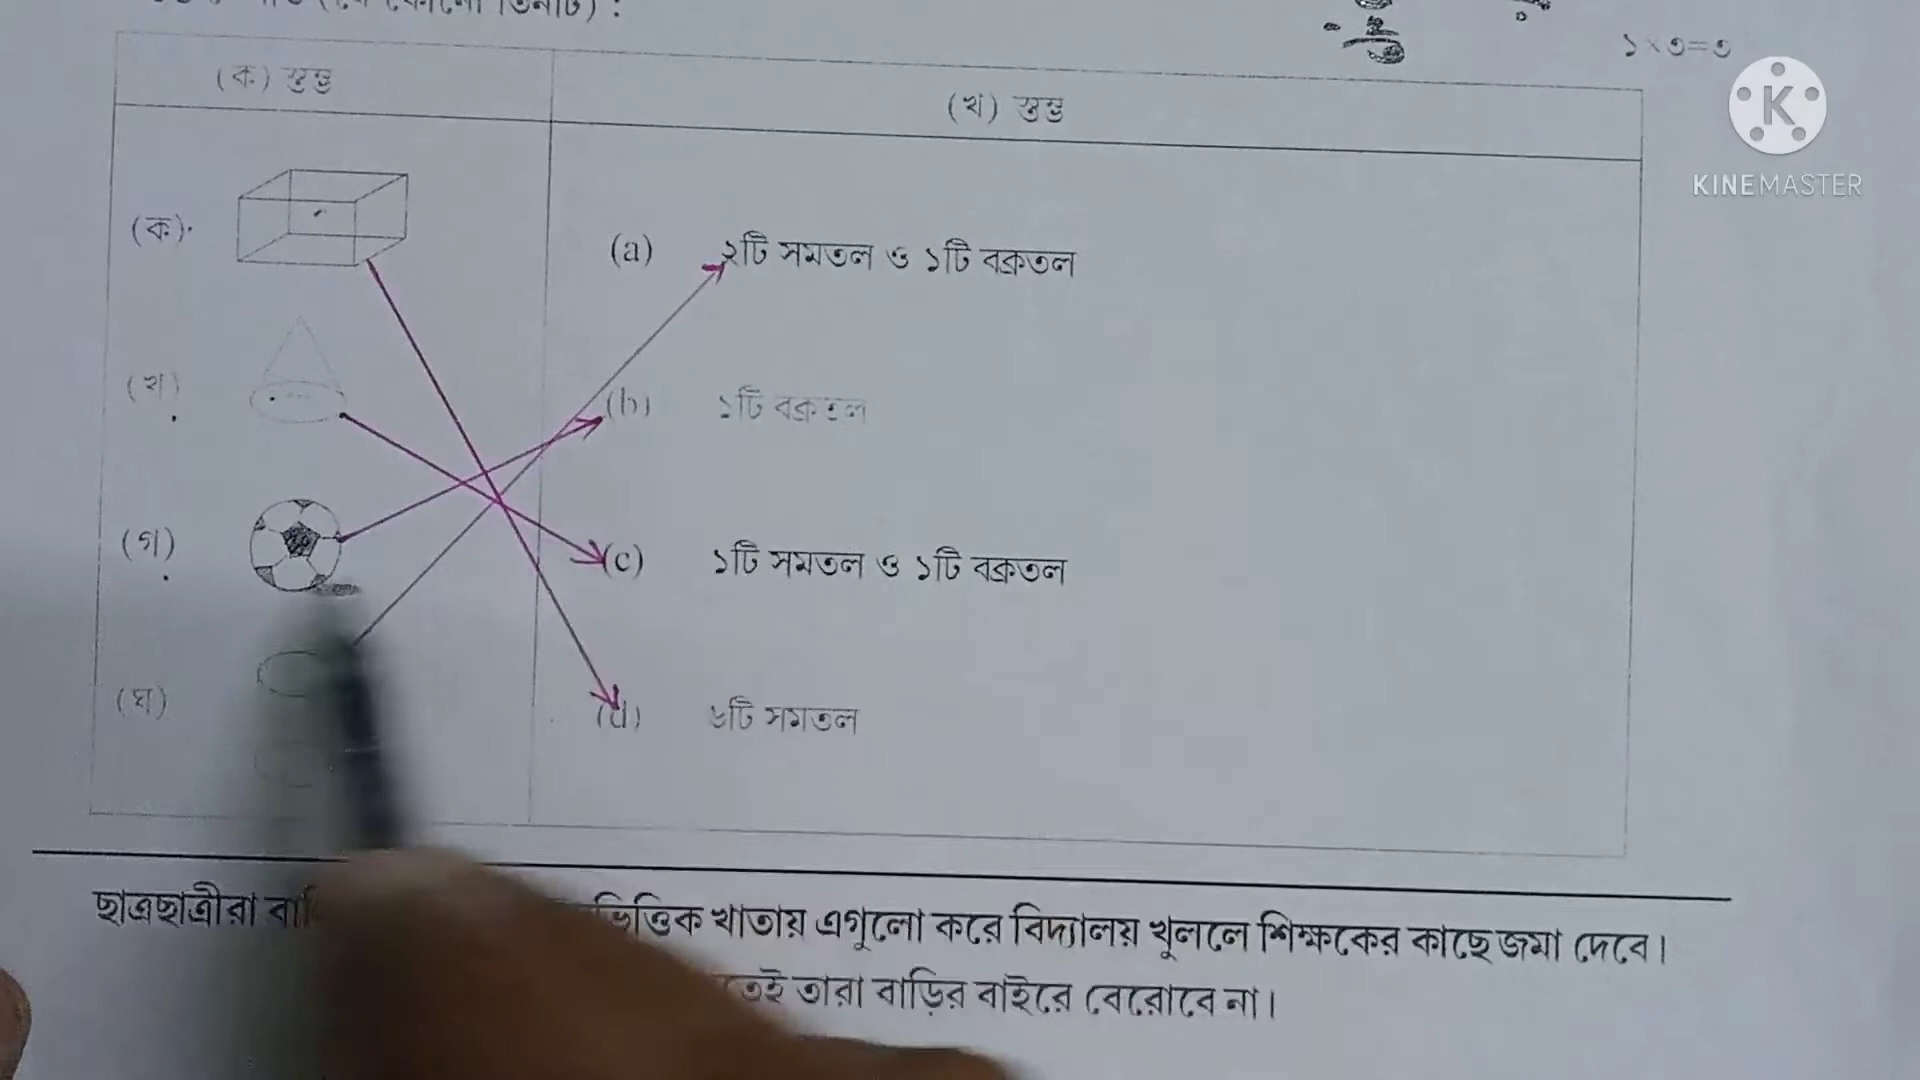 ১×৩=৩
(ক) স্তম্ভ (খ) স্তম্ভ
KINEMASTER
(ক) (a) ২টি সমতল ও ১টি বক্রতল
(খ) (b) ১টি বক্রতল
(গ) (c) ১টি সমতল ও ১টি বক্রতল
(ঘ) (d) ৬টি সমতল
ছাত্রছাত্রীরা খাতায় এগুলো করে বিদ্যালয় খুললে শিক্ষকের কাছে জমা দেবে।
তারা বাড়ির বাইরে বেরোবে না।